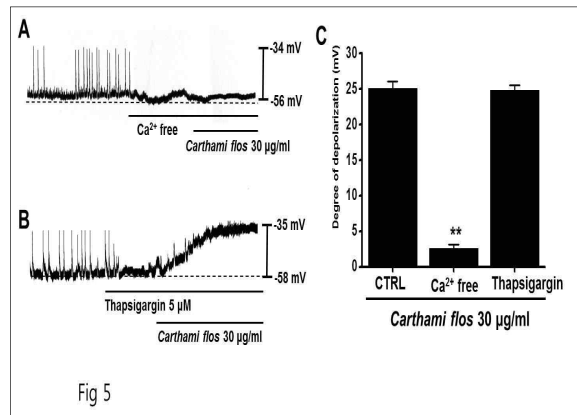 A
-34 mV
-56 mV
Ca²⁺ free
Carthami flos 30 μg/ml
B
-35 mV
-58 mV
Thapsigargin 5 μM
Carthami flos 30 μg/ml
C
Degree of depolarization (mV)
30
25
20
15
10
5
0
**
CTRL Ca²⁺ free Thapsigargin
Carthami flos 30 μg/ml
Fig 5